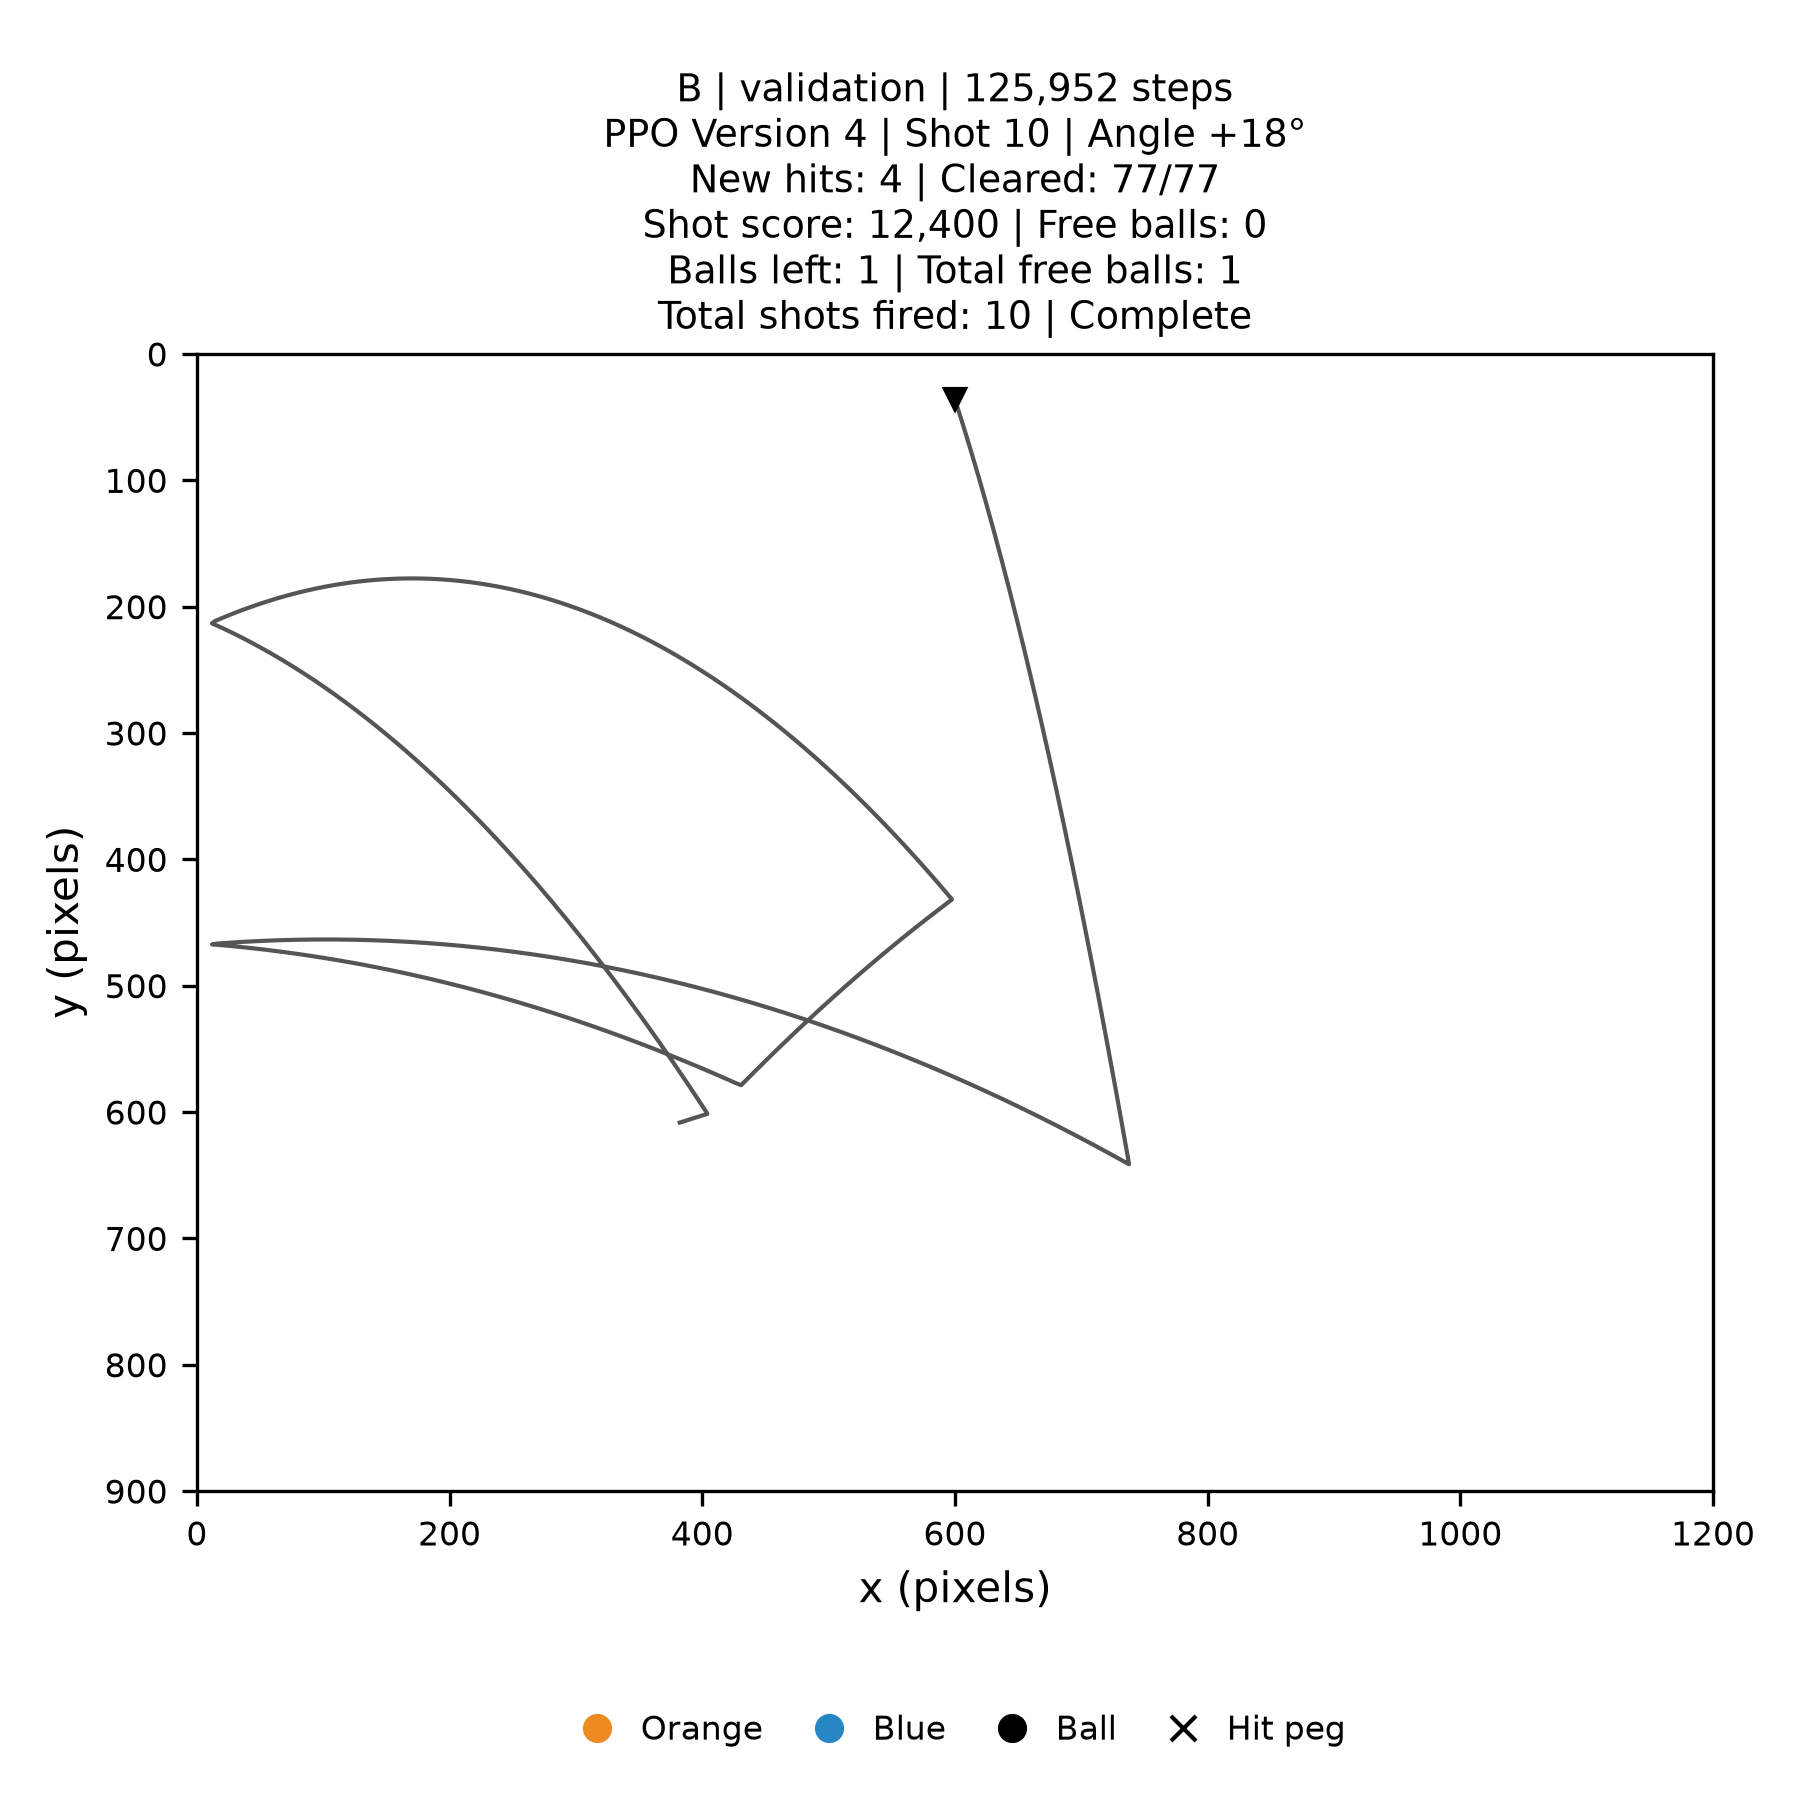 B | validation | 125,952 steps
PPO Version 4 | Shot 10 | Angle +18°
New hits: 4 | Cleared: 77/77
Shot score: 12,400 | Free balls: 0
Balls left: 1 | Total free balls: 1
Total shots fired: 10 | Complete
0
100
200
300
400
500
600
700
800
900
y (pixels)
0 200 400 600 800 1000 1200
x (pixels)
Orange Blue Ball Hit peg